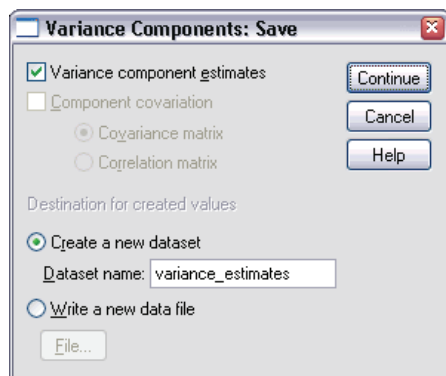 Variance Components: Save
Variance component estimates
Component covariation
Covariance matrix
Correlation matrix
Destination for created values
Create a new dataset
Dataset name: variance_estimates
Write a new data file
File...
Continue
Cancel
Help